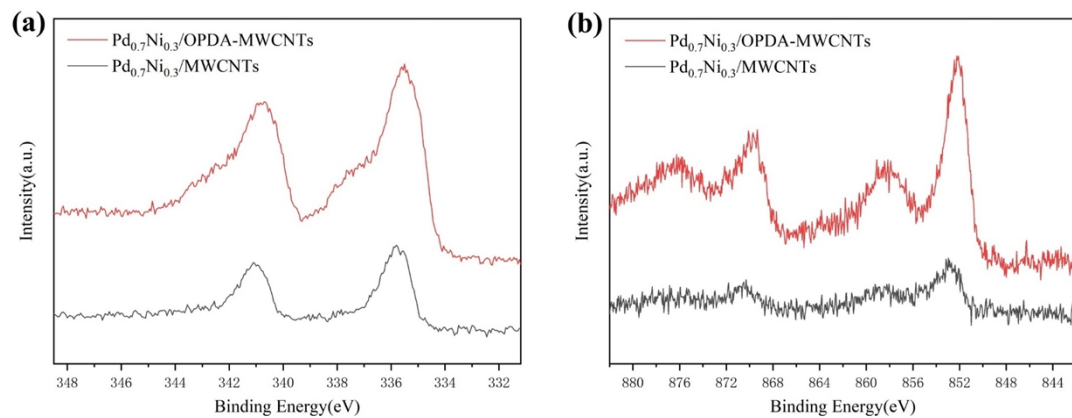 (a)
Pd0.7Ni0.3/OPDA-MWCNTs
Pd0.7Ni0.3/MWCNTs
Intensity(a.u.)
348 346 344 342 340 338 336 334 332
Binding Energy(eV)
(b)
Pd0.7Ni0.3/OPDA-MWCNTs
Pd0.7Ni0.3/MWCNTs
Intensity(a.u.)
880 876 872 868 864 860 856 852 848 844
Binding Energy(eV)